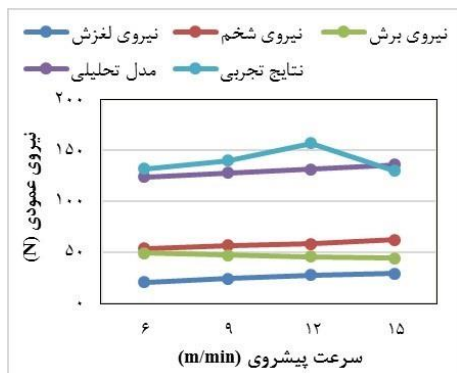 نیروی لغزش نیروی شخم نیروی برش
مدل تحلیلی نتایج تجربی
نیروی عمودی (N)
۲۰۰
۱۵۰
۱۰۰
۵۰
۰
۶ ۹ ۱۲ ۱۵
سرعت پیشروی (m/min)